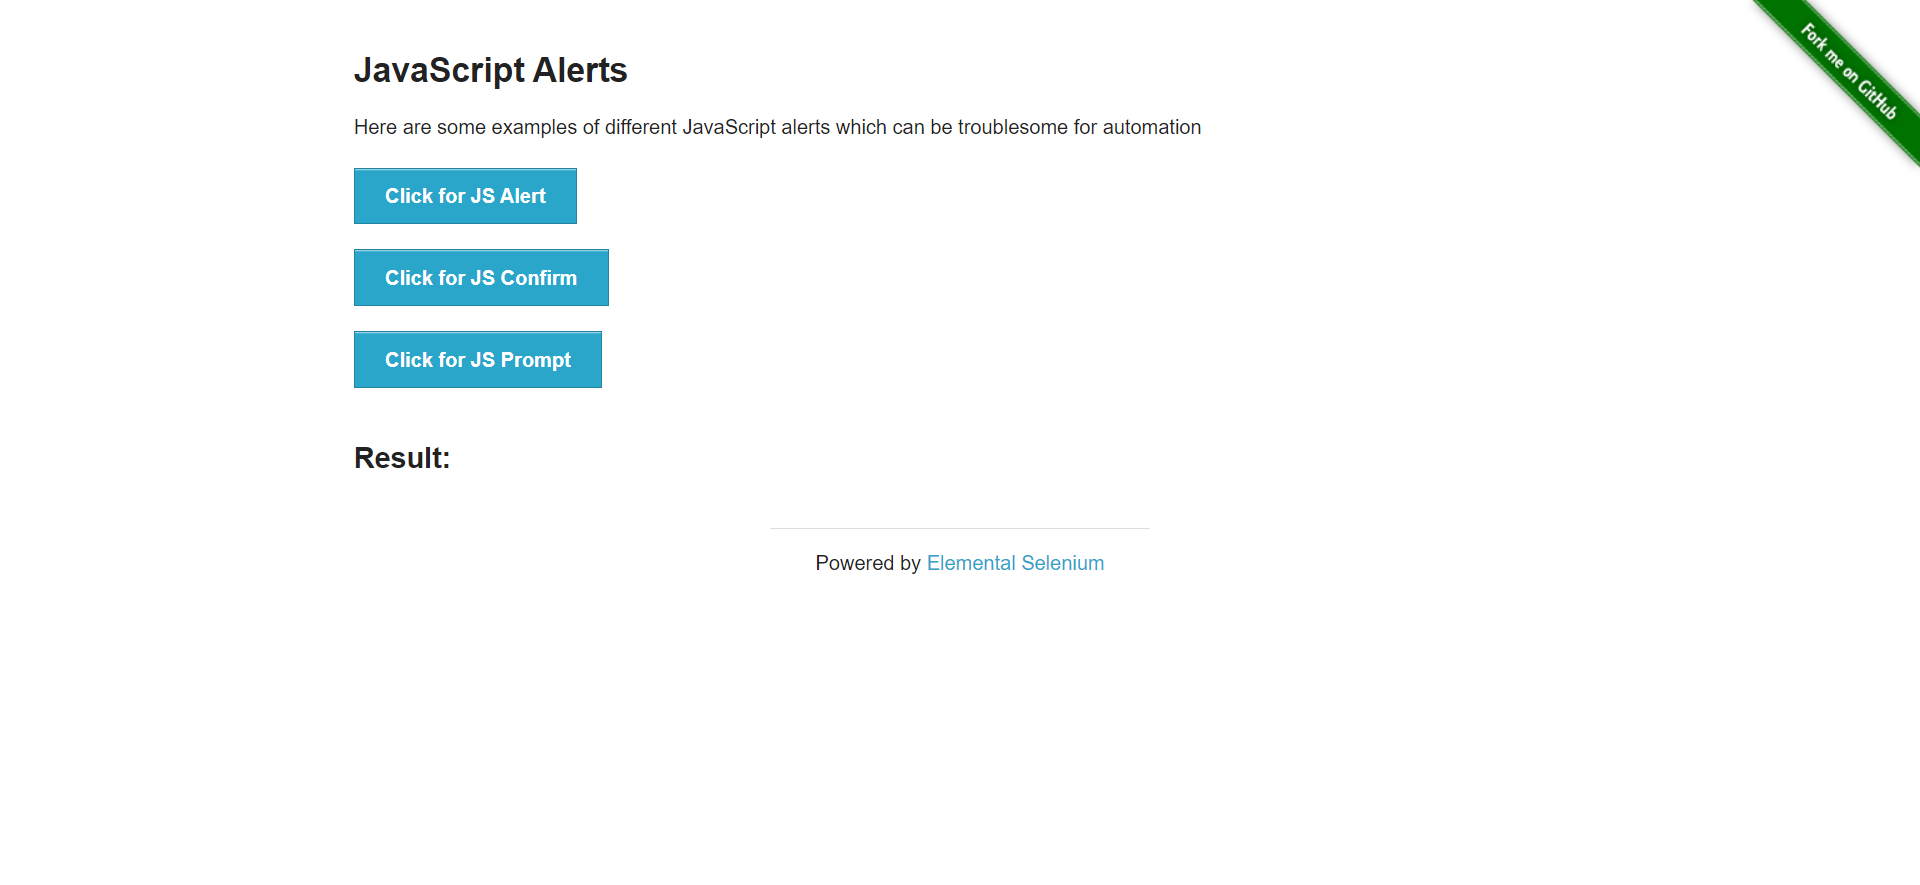 Fork me on GitHub
JavaScript Alerts
Here are some examples of different JavaScript alerts which can be troublesome for automation
Click for JS Alert
Click for JS Confirm
Click for JS Prompt
Result:
Powered by Elemental Selenium